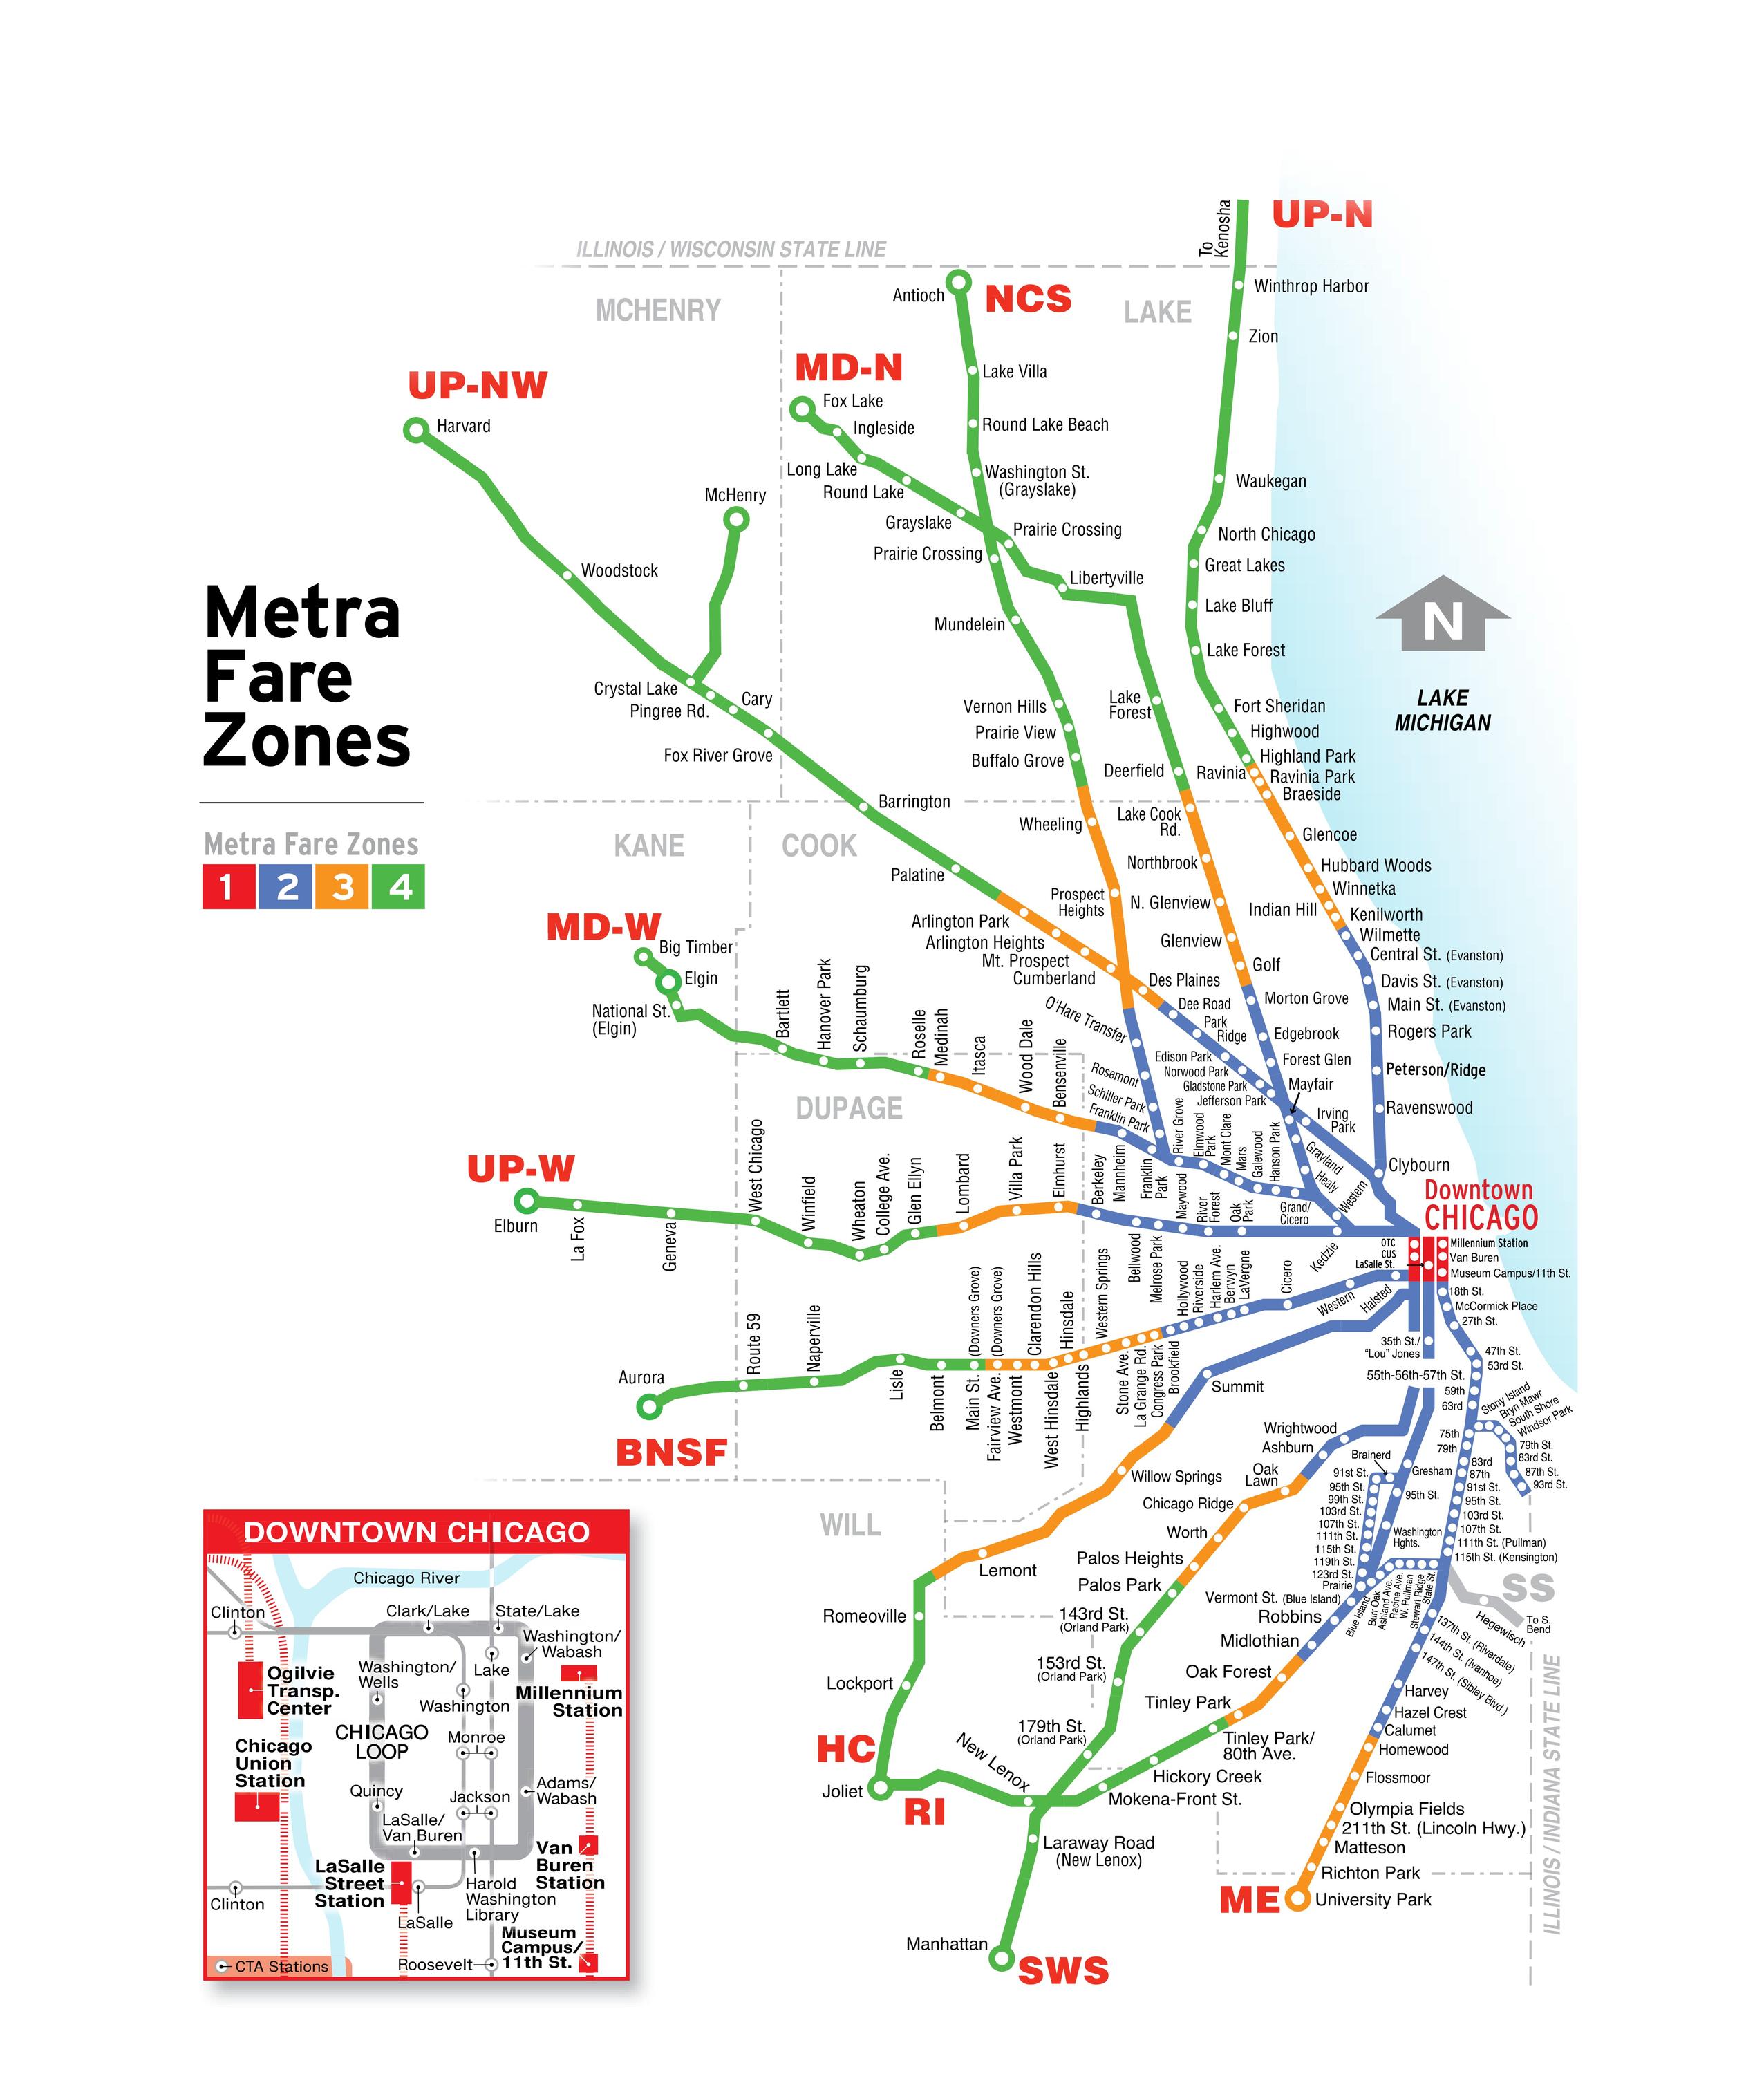 UP-N
To
Kenosha
ILLINOIS / WISCONSIN STATE LINE
Winthrop Harbor
Antioch
NCS
MCHENRY
LAKE
Zion
MD-N
Lake Villa
UP-NW
Fox Lake
Harvard
Ingleside
Round Lake Beach
Long Lake
Washington St.
(Grayslake)
Waukegan
Round Lake
McHenry
Grayslake
Prairie Crossing
North Chicago
Prairie Crossing
Great Lakes
Woodstock
Libertyville
Metra
Fare
Zones
Lake Bluff
N
Mundelein
Lake Forest
Crystal Lake
Cary
Pingree Rd.
Lake
Forest
LAKE
MICHIGAN
Vernon Hills
Fort Sheridan
Prairie View
Highwood
Fox River Grove
Buffalo Grove
Highland Park
Deerfield
Ravinia
Ravinia Park
Braeside
Barrington
Lake Cook
Rd.
Wheeling
Glencoe
Metra Fare Zones
1 2 3 4
KANE
COOK
Northbrook
Hubbard Woods
Palatine
Winnetka
Prospect
Heights
N. Glenview
Indian Hill
Kenilworth
MD-W
Arlington Park
Arlington Heights
Glenview
Wilmette
Big Timber
Mt. Prospect
Central St. (Evanston)
Elgin
Cumberland
Golf
Des Plaines
Davis St. (Evanston)
National St.
(Elgin)
Bartlett
Hanover Park
Schaumburg
Roselle
Medinah
Itasca
Wood Dale
Bensenville
O'Hare Transfer
Dee Road
Morton Grove
Main St. (Evanston)
Park
Ridge
Edgebrook
Rogers Park
Rosemont
Edison Park
Forest Glen
Norwood Park
Peterson/Ridge
Schiller Park
Gladstone Park
Mayfair
Franklin Park
Jefferson Park
Irving
Park
Ravenswood
DUPAGE
River Grove
Elmwood
Park
Mont Clare
Mars
Galewood
Hanson Park
Grayland
Healy
Western
Clybourn
UP-W
Elburn
La Fox
Geneva
West Chicago
Winfield
Wheaton
College Ave.
Glen Ellyn
Lombard
Villa Park
Elmhurst
Berkeley
Mannheim
Franklin
Park
Maywood
River
Forest
Oak
Park
Grand/
Cicero
Kedzie
Bellwood
Melrose Park
Downtown
CHICAGO
OTC
CUS
LaSalle St.
Millennium Station
Van Buren
Museum Campus/11th St.
18th St.
McCormick Place
27th St.
Aurora
Route 59
Naperville
Lisle
Belmont
Main St. (Downers Grove)
Fairview Ave. (Downers Grove)
Westmont
Clarendon Hills
West Hinsdale
Hinsdale
Highlands
Western Springs
Stone Ave.
La Grange Rd.
Congress Park
Brookfield
Hollywood
Riverside
Harlem Ave.
Berwyn
LaVergne
Cicero
Western
Halsted
BNSF
35th St./
"Lou" Jones
47th St.
53rd St.
55th-56th-57th St.
59th
63rd
Stony Island
Bryn Mawr
South Shore
Windsor Park
Summit
Wrightwood
Ashburn
75th
79th
79th St.
83rd St.
87th St.
93rd St.
Brainerd
Gresham
Willow Springs
Oak
Lawn
91st St.
95th St.
99th St.
103rd St.
107th St.
111th St.
115th St.
119th St.
123rd St.
Prairie
95th St.
Washington
Hghts.
83rd
87th
91st St.
95th St.
103rd St.
107th St.
111th St. (Pullman)
115th St. (Kensington)
Chicago Ridge
Worth
WILL
Lemont
Palos Heights
Palos Park
Vermont St. (Blue Island)
Blue Island
Burr Oak
Ashland Ave.
Racine Ave.
W. Pullman
Stewart Ridge
State St.
SS
Hegewisch
To S.
Bend
Romeoville
143rd St.
(Orland Park)
Robbins
Midlothian
137th St. (Riverdale)
144th St. (Ivanhoe)
147th St. (Sibley Blvd.)
153rd St.
(Orland Park)
Oak Forest
Lockport
Tinley Park
Harvey
Hazel Crest
Calumet
179th St.
(Orland Park)
Tinley Park/
80th Ave.
Homewood
HC
New Lenox
Hickory Creek
Flossmoor
Joliet
Mokena-Front St.
RI
Olympia Fields
211th St. (Lincoln Hwy.)
Laraway Road
(New Lenox)
Matteson
Richton Park
ME
University Park
Manhattan
SWS
ILLINOIS / INDIANA STATE LINE
DOWNTOWN CHICAGO
Chicago River
Clinton
Clark/Lake
State/Lake
Washington/
Wabash
Ogilvie
Transp.
Center
Washington/
Wells
Lake
Washington
Millennium
Station
CHICAGO
LOOP
Monroe
Chicago
Union
Station
Quincy
Jackson
Adams/
Wabash
LaSalle/
Van Buren
Van
Buren
Station
LaSalle
Street
Station
Harold
Washington
Library
Clinton
LaSalle
Museum
Campus/
11th St.
Roosevelt
CTA Stations